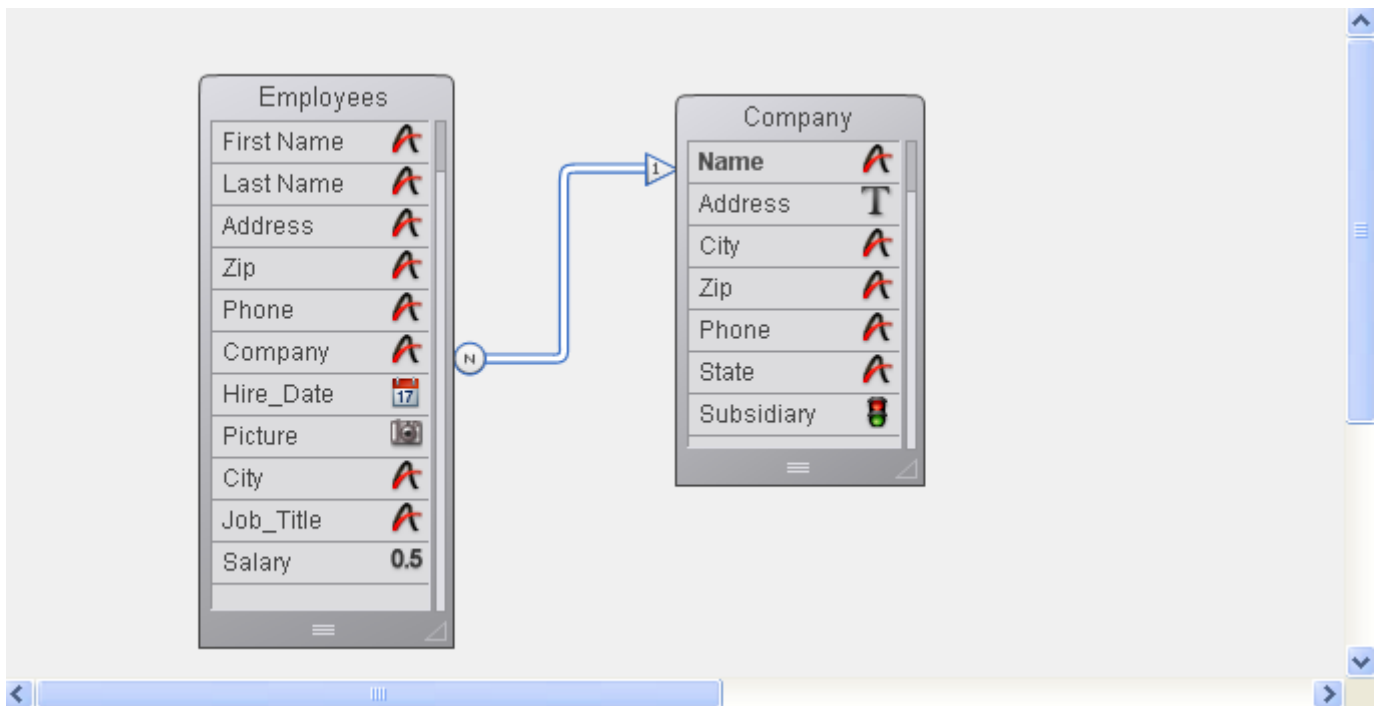 Employees
First Name
Last Name
Address
Zip
Phone
Company
Hire_Date
17
Picture
City
Job_Title
Salary 0.5
N
1
Company
Name
Address T
City
Zip
Phone
State
Subsidiary